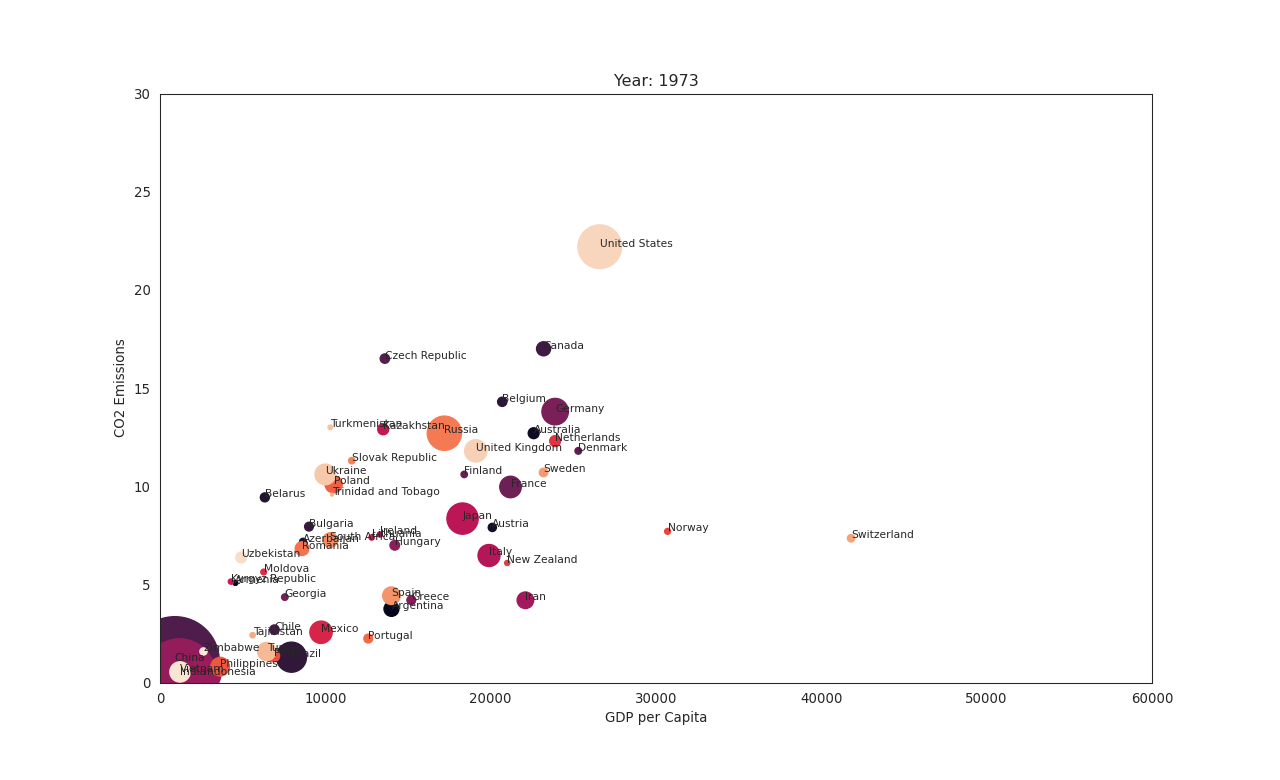 Year: 1973
30
25
20
15
10
5
0
CO2 Emissions
United States
Canada
Czech Republic
Belgium
Germany
Turkmenistan
Kazakhstan
Russia
Australia
Netherlands
United Kingdom
Denmark
Slovak Republic
Finland
Sweden
Ukraine
Poland
France
Trinidad and Tobago
Belarus
Japan
Bulgaria
Austria
Norway
Ireland
South Africa
Azerbaijan
Romania
Hungary
Switzerland
Uzbekistan
Italy
New Zealand
Moldova
Kyrgyz Republic
Armenia
Georgia
Spain
Greece
Argentina
Iran
Chile
Tajikistan
Mexico
Portugal
Zimbabwe
Brazil
China
Philippines
Vietnam
Indonesia
0 10000 20000 30000 40000 50000 60000
GDP per Capita